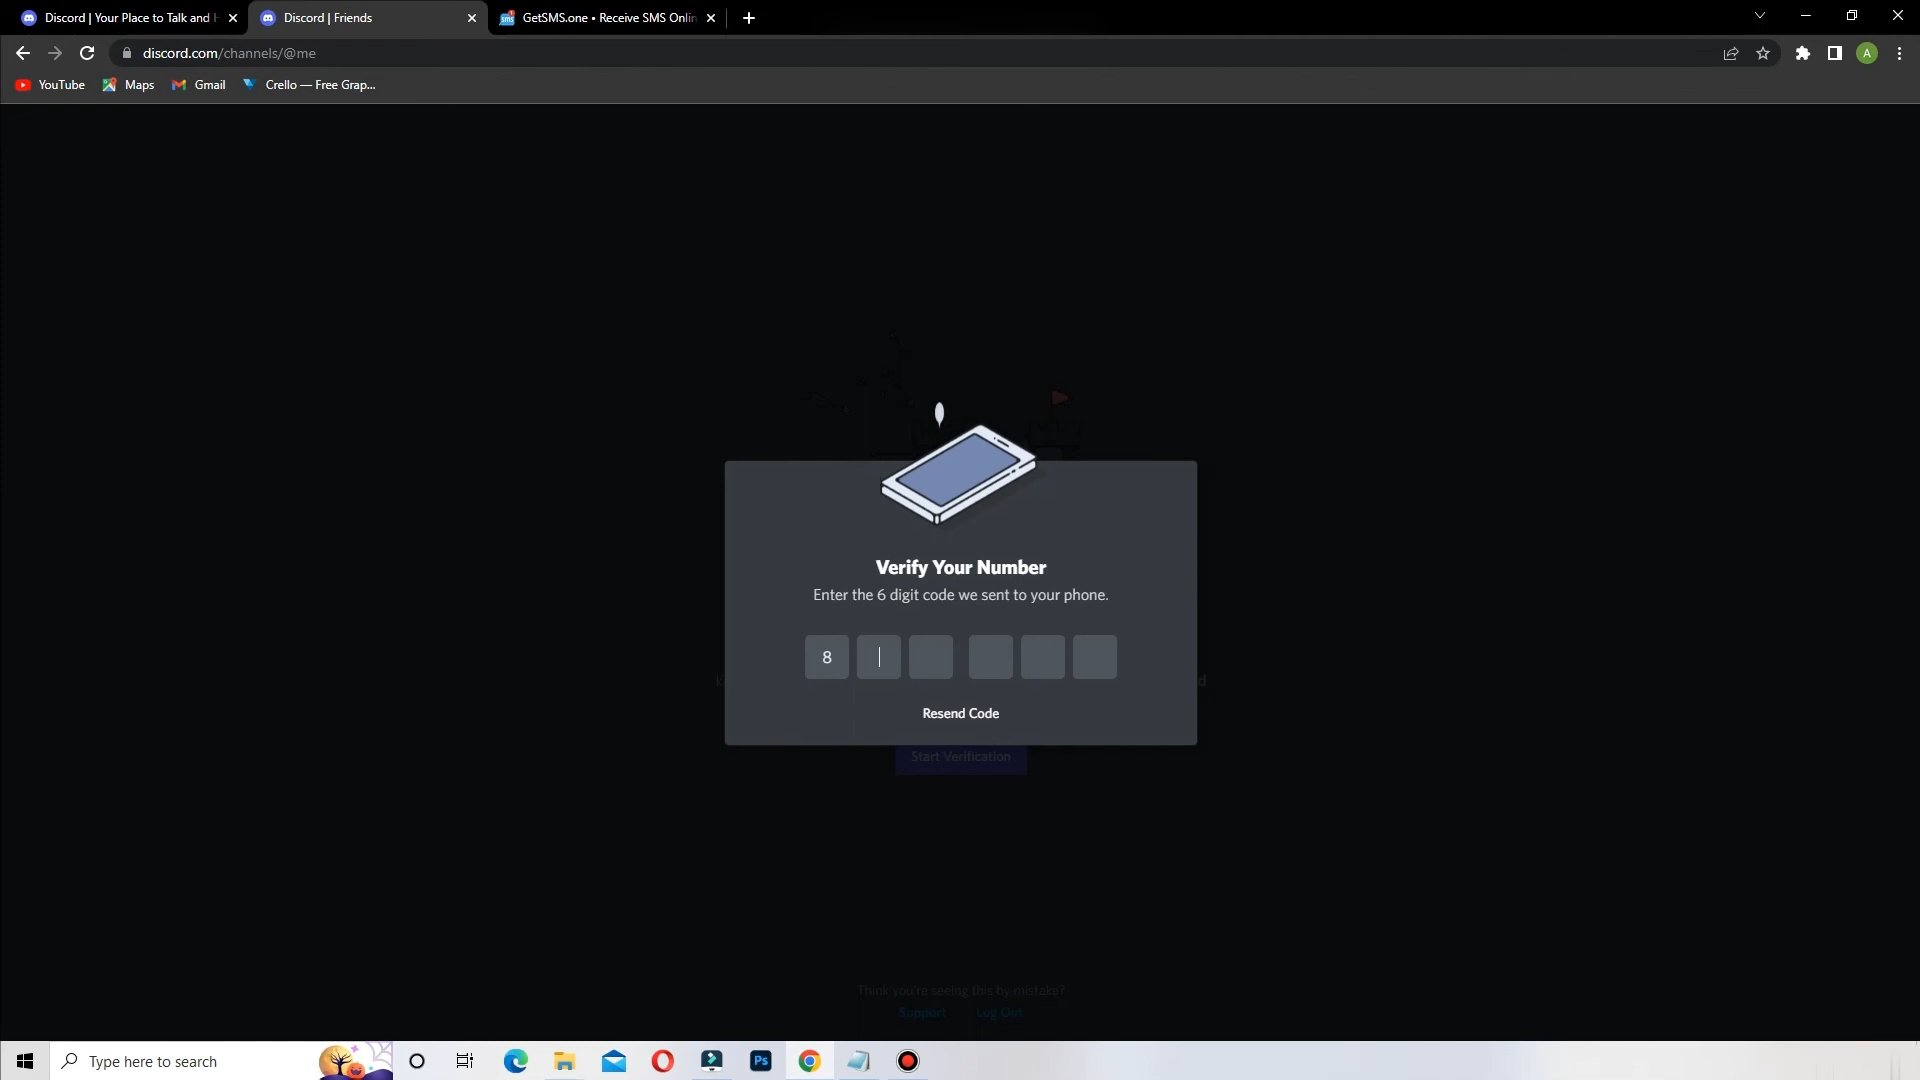 Discord | Your Place to Talk and H
Discord | Friends
GetSMS.one • Receive SMS Onlin
discord.com/channels/@me
A
YouTube
Maps
Gmail
Crello — Free Grap...
Verify Your Number
Enter the 6 digit code we sent to your phone.
8
Resend Code
Start Verification
Think you're seeing this by mistake?
Support
Log Out
Type here to search
Ps